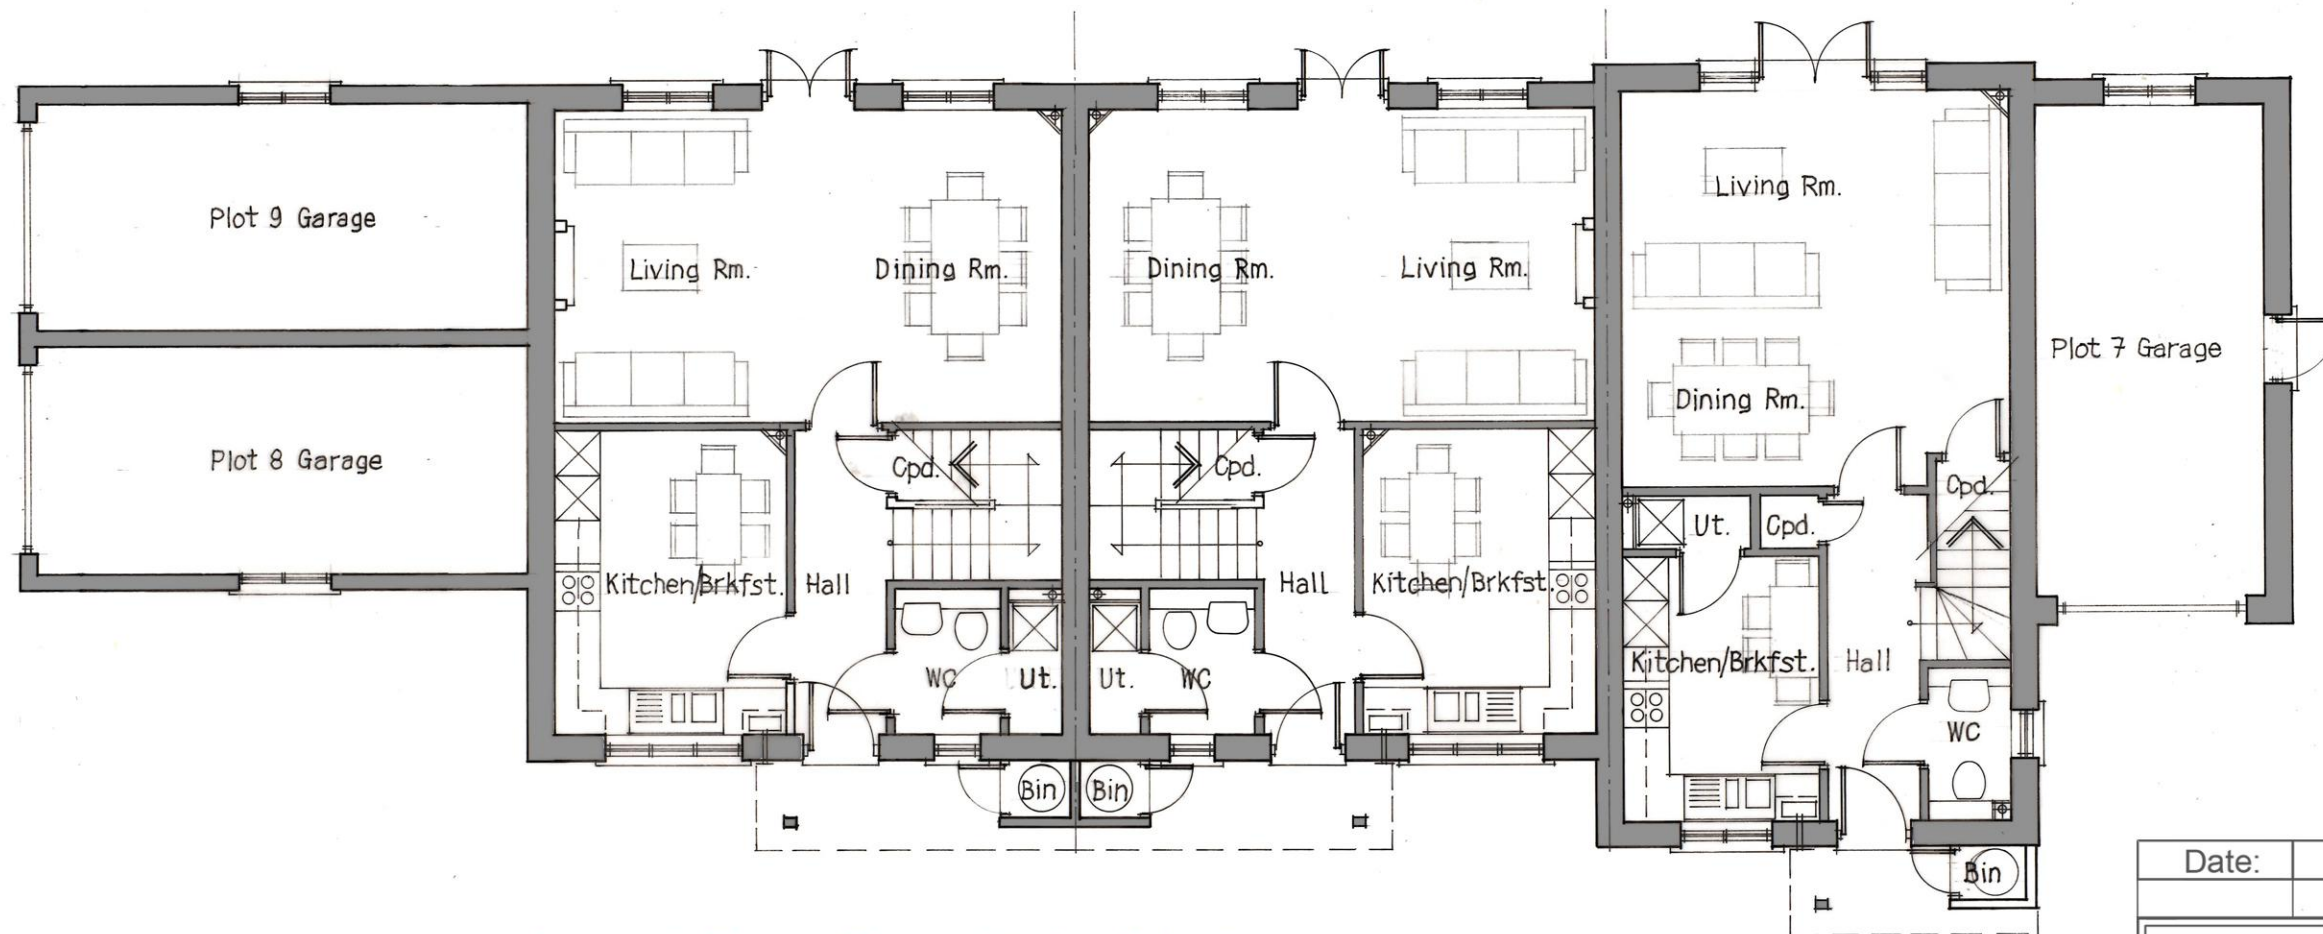 Plot 9 Garage
Living Rm.
Dining Rm.
Dining Rm.
Living Rm.
Living Rm.
Plot 7 Garage
Dining Rm.
Plot 8 Garage
Cpd.
Cpd.
Cpd.
Ut.
Cpd.
Kitchen/Brkfst.
Hall
Hall
Kitchen/Brkfst.
WC
Ut.
Ut.
WC
Kitchen/Brkfst.
Hall
WC
Bin
Bin
Bin
Date: